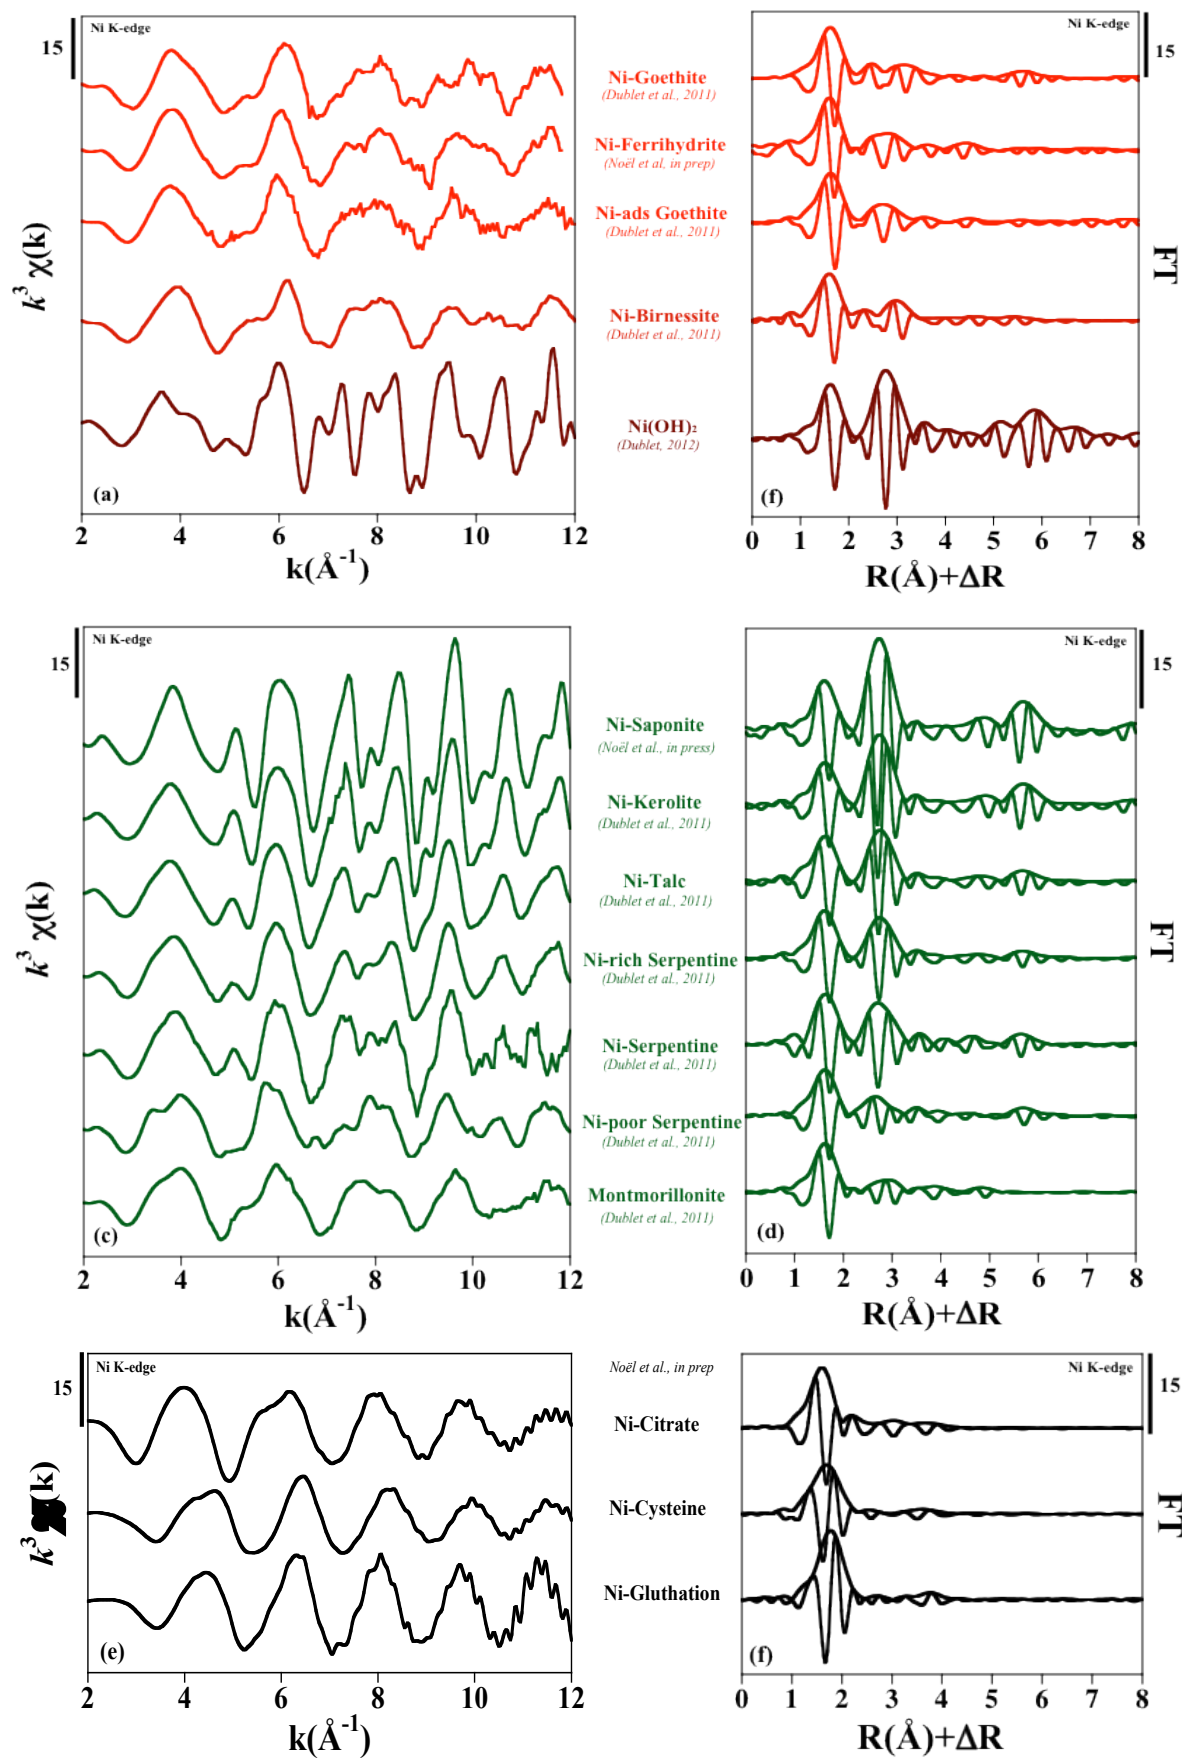 Ni K-edge
15
Ni-Goethite
(Dublet et al., 2011)
Ni-Ferrihydrite
(Noël et al, in prep)
Ni-ads Goethite
(Dublet et al., 2011)
Ni-Birnessite
(Dublet et al., 2011)
Ni(OH)₂
(Dublet, 2012)
k³ χ(k)
(a)
2 4 6 8 10 12
k(Å⁻¹)
Ni K-edge
15
FT
(f)
0 1 2 3 4 5 6 7 8
R(Å)+ΔR
Ni K-edge
15
Ni-Saponite
(Noël et al., in press)
Ni-Kerolite
(Dublet et al., 2011)
Ni-Talc
(Dublet et al., 2011)
Ni-rich Serpentine
(Dublet et al., 2011)
Ni-Serpentine
(Dublet et al., 2011)
Ni-poor Serpentine
(Dublet et al., 2011)
Montmorillonite
(Dublet et al., 2011)
k³ χ(k)
(c)
2 4 6 8 10 12
k(Å⁻¹)
Ni K-edge
15
FT
(d)
0 1 2 3 4 5 6 7 8
R(Å)+ΔR
Ni K-edge
15
Noël et al., in prep
Ni-Citrate
Ni-Cysteine
Ni-Gluthation
k³ (k)
(e)
2 4 6 8 10 12
k(Å⁻¹)
Ni K-edge
15
FT
(f)
0 1 2 3 4 5 6 7 8
R(Å)+ΔR